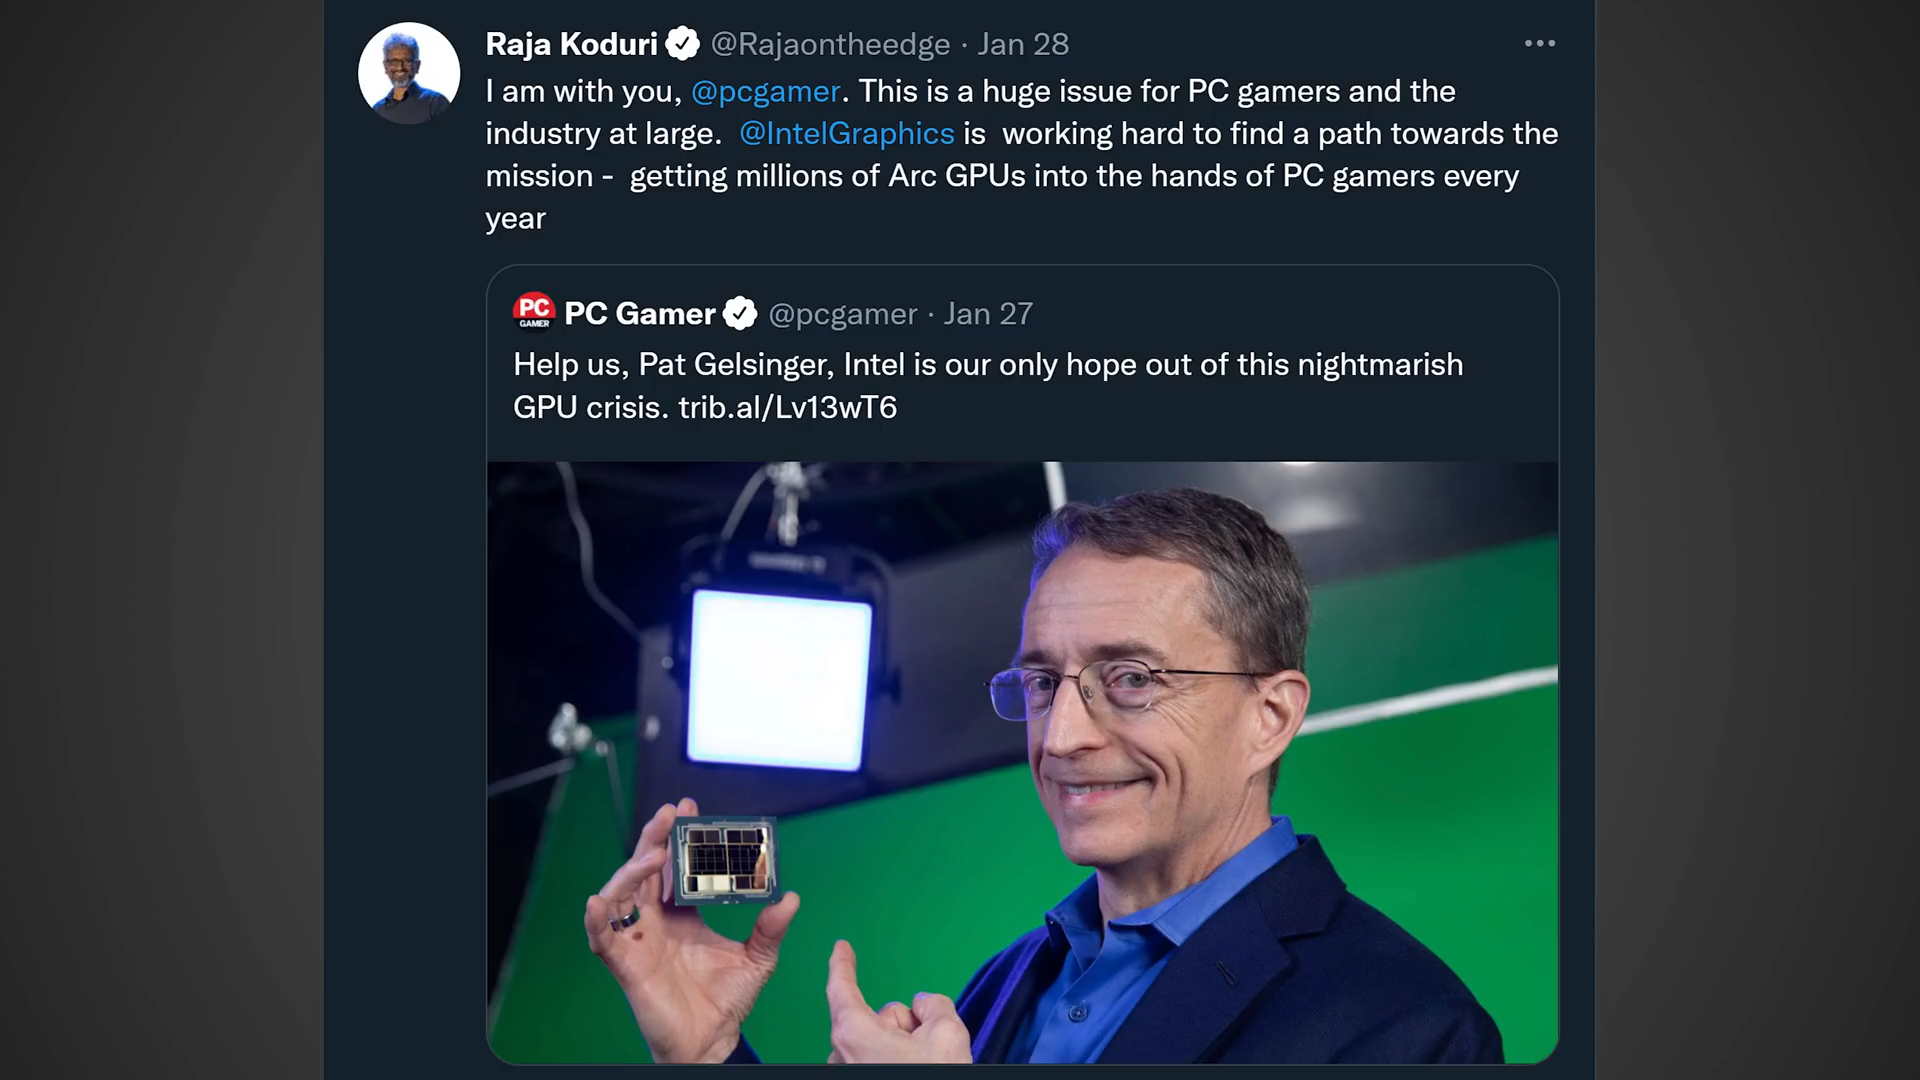 Raja Koduri @Rajaontheedge · Jan 28
I am with you, @pcgamer. This is a huge issue for PC gamers and the
industry at large.  @IntelGraphics is  working hard to find a path towards the
mission -  getting millions of Arc GPUs into the hands of PC gamers every
year
PC
GAMER
PC Gamer @pcgamer · Jan 27
Help us, Pat Gelsinger, Intel is our only hope out of this nightmarish
GPU crisis. trib.al/Lv13wT6